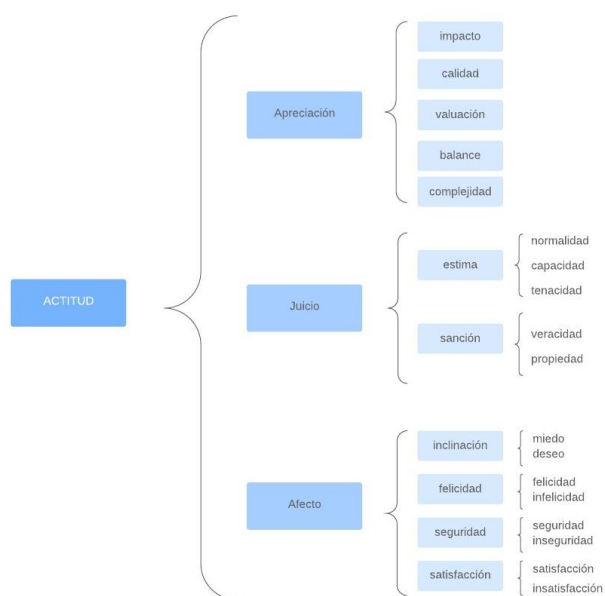 ACTITUD
Apreciación
impacto
calidad
valuación
balance
complejidad
Juicio
estima
normalidad
capacidad
tenacidad
sanción
veracidad
propiedad
Afecto
inclinación
miedo
deseo
felicidad
felicidad
infelicidad
seguridad
seguridad
inseguridad
satisfacción
satisfacción
insatisfacción